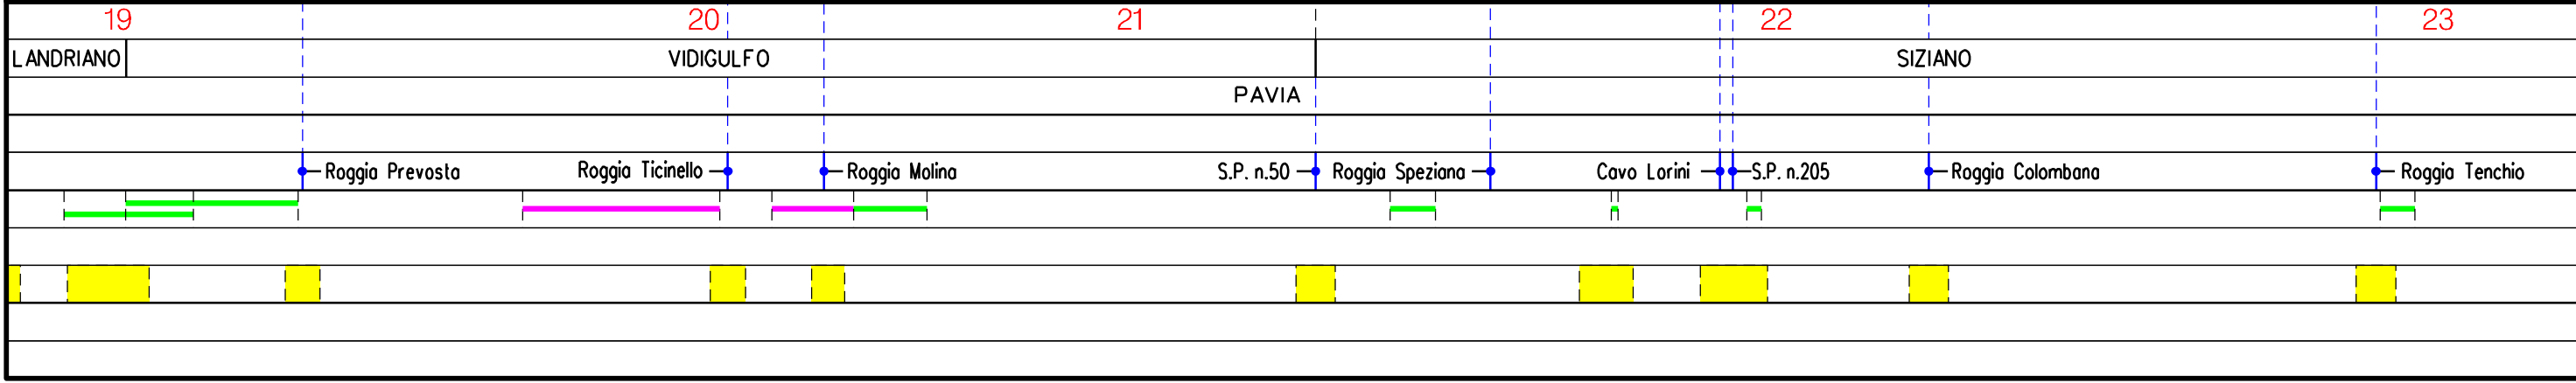 19 20 21 22 23
LANDRIANO VIDIGULFO SIZIANO
PAVIA
Roggia Prevosta Roggia Ticinello Roggia Molina S.P. n.50 Roggia Speziana Cavo Lorini S.P. n.205 Roggia Colombana Roggia Tenchio